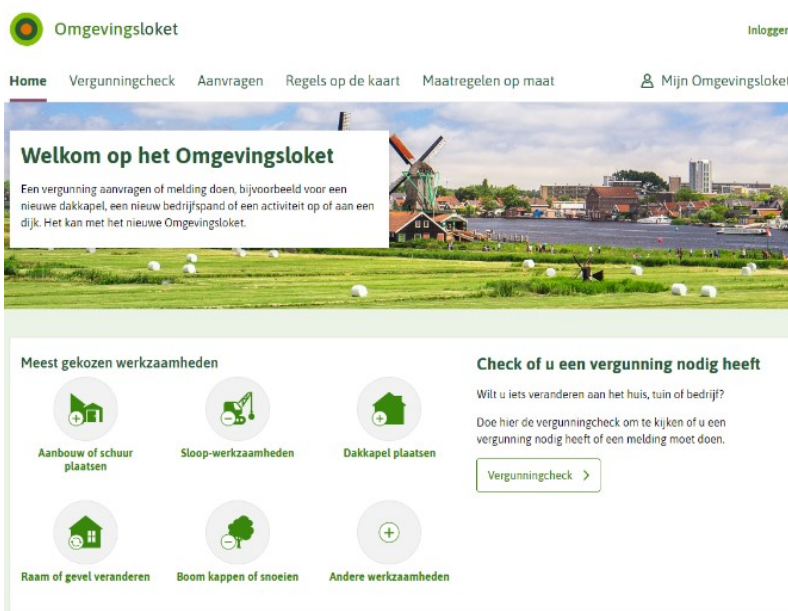 Omgevingsloket
Inloggen
Home Vergunningcheck Aanvragen Regels op de kaart Maatregelen op maat Mijn Omgevingsloket
Welkom op het Omgevingsloket
Een vergunning aanvragen of melding doen, bijvoorbeeld voor een
nieuwe dakkapel, een nieuw bedrijfspand of een activiteit op of aan een
dijk. Het kan met het nieuwe Omgevingsloket.
Meest gekozen werkzaamheden
Aanbouw of schuur
plaatsen
Sloop-werkzaamheden
Dakkapel plaatsen
Raam of gevel veranderen
Boom kappen of snoeien
Andere werkzaamheden
Check of u een vergunning nodig heeft
Wilt u iets veranderen aan het huis, tuin of bedrijf?
Doe hier de vergunningcheck om te kijken of u een
vergunning nodig heeft of een melding moet doen.
Vergunningcheck